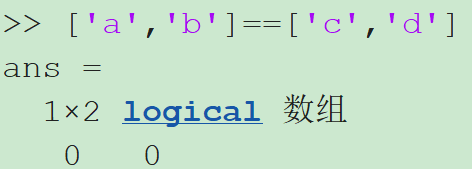 >> ['a','b']==['c','d']
ans =
1×2 logical 数组
0 0